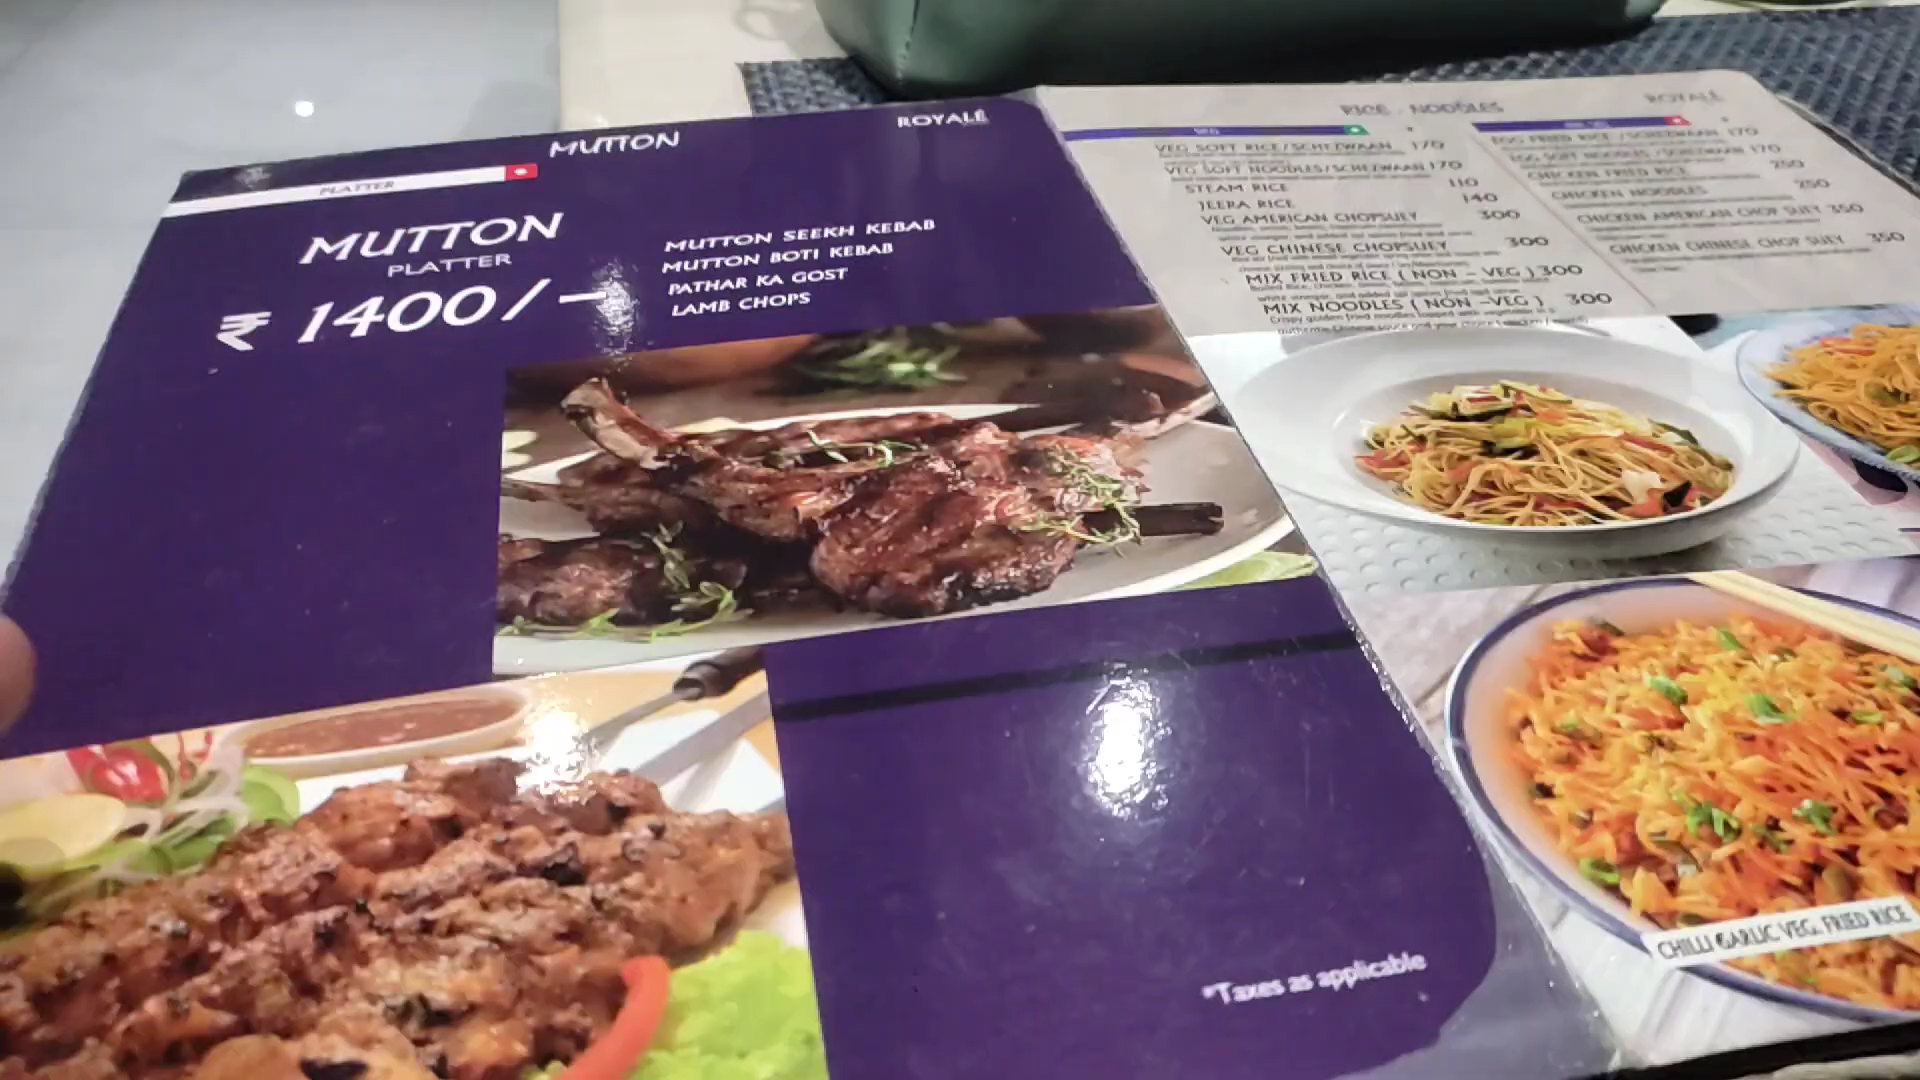 MUTTON
ROYALÉ
PLATTER
MUTTON
PLATTER
₹ 1400/-
MUTTON SEEKH KEBAB
MUTTON BOTI KEBAB
PATHAR KA GOST
LAMB CHOPS
*Taxes as applicable
RICE - NOODLES
ROYALÉ
VEG
VEG SOFT RICE/SCHEZWAAN 170
VEG SOFT NOODLES/SCHEZWAAN 170
STEAM RICE 110
JEERA RICE 140
VEG AMERICAN CHOPSUEY 300
VEG CHINESE CHOPSUEY 300
MIX FRIED RICE ( NON - VEG ) 300
MIX NOODLES ( NON -VEG ) 300
EGG FRIED RICE /SCHEZWAAN 170
EGG SOFT NOODLES /SCHEZWAAN 170
CHICKEN FRIED RICE 250
CHICKEN NOODLES 250
CHICKEN AMERICAN CHOP SUEY 350
CHICKEN CHINESE CHOP SUEY 350
CHILLI GARLIC VEG. FRIED RICE